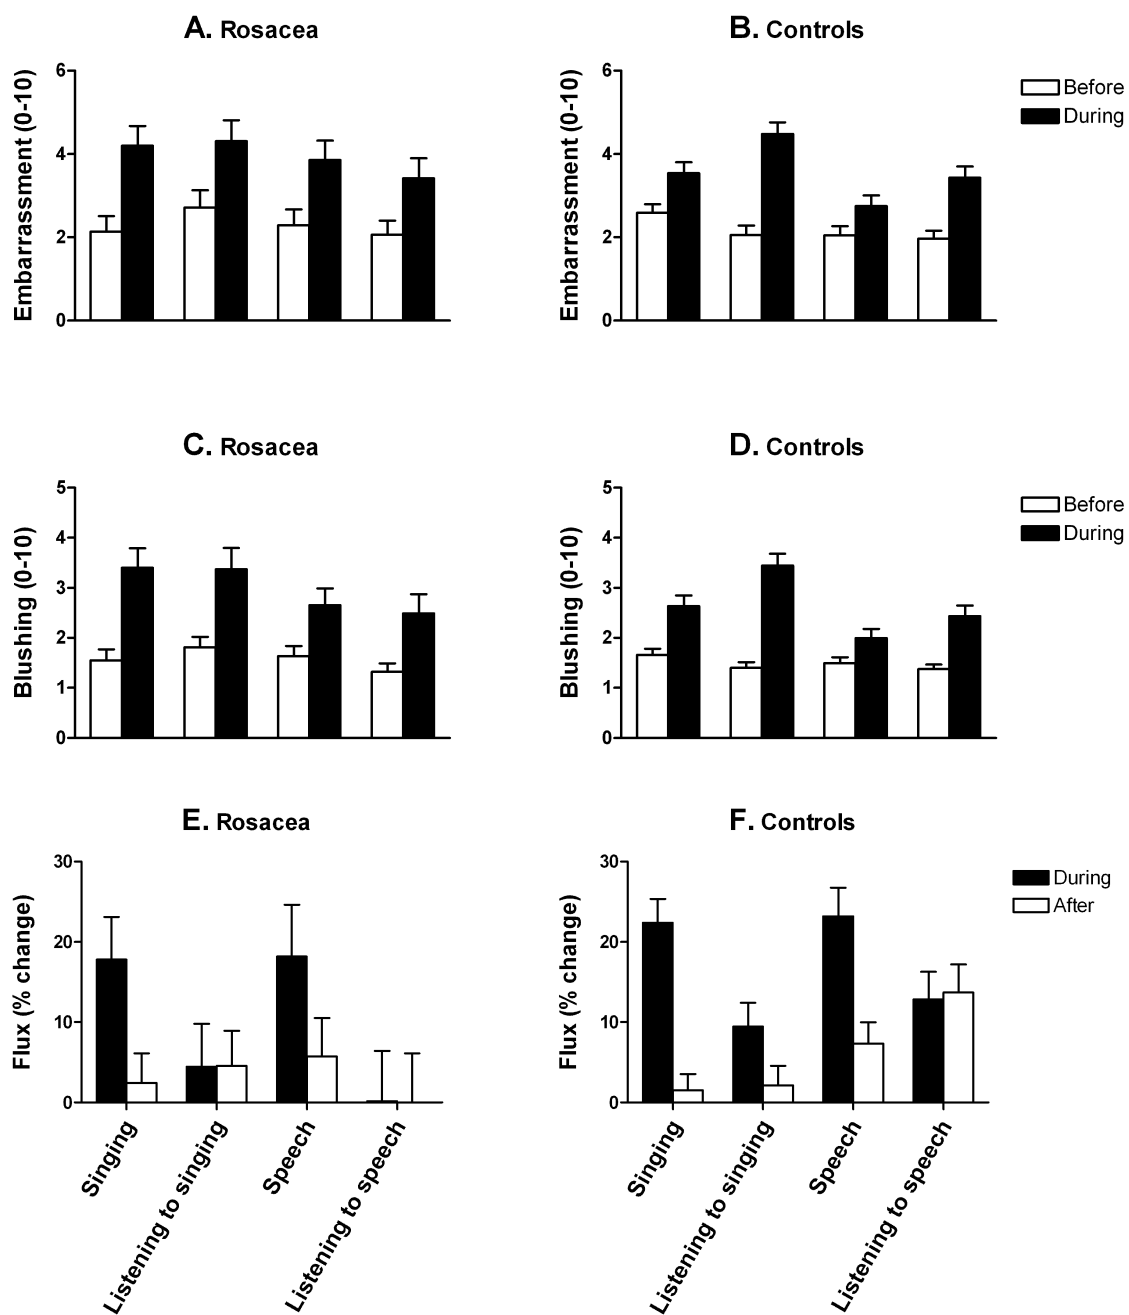 A. Rosacea
B. Controls
Embarrassment (0-10)
6
4
2
0
Embarrassment (0-10)
6
4
2
0
Before
During
C. Rosacea
D. Controls
Blushing (0-10)
5
4
3
2
1
0
Blushing (0-10)
5
4
3
2
1
0
Before
During
E. Rosacea
F. Controls
Flux (% change)
30
20
10
0
Flux (% change)
30
20
10
0
During
After
Singing
Listening to singing
Speech
Listening to speech
Singing
Listening to singing
Speech
Listening to speech